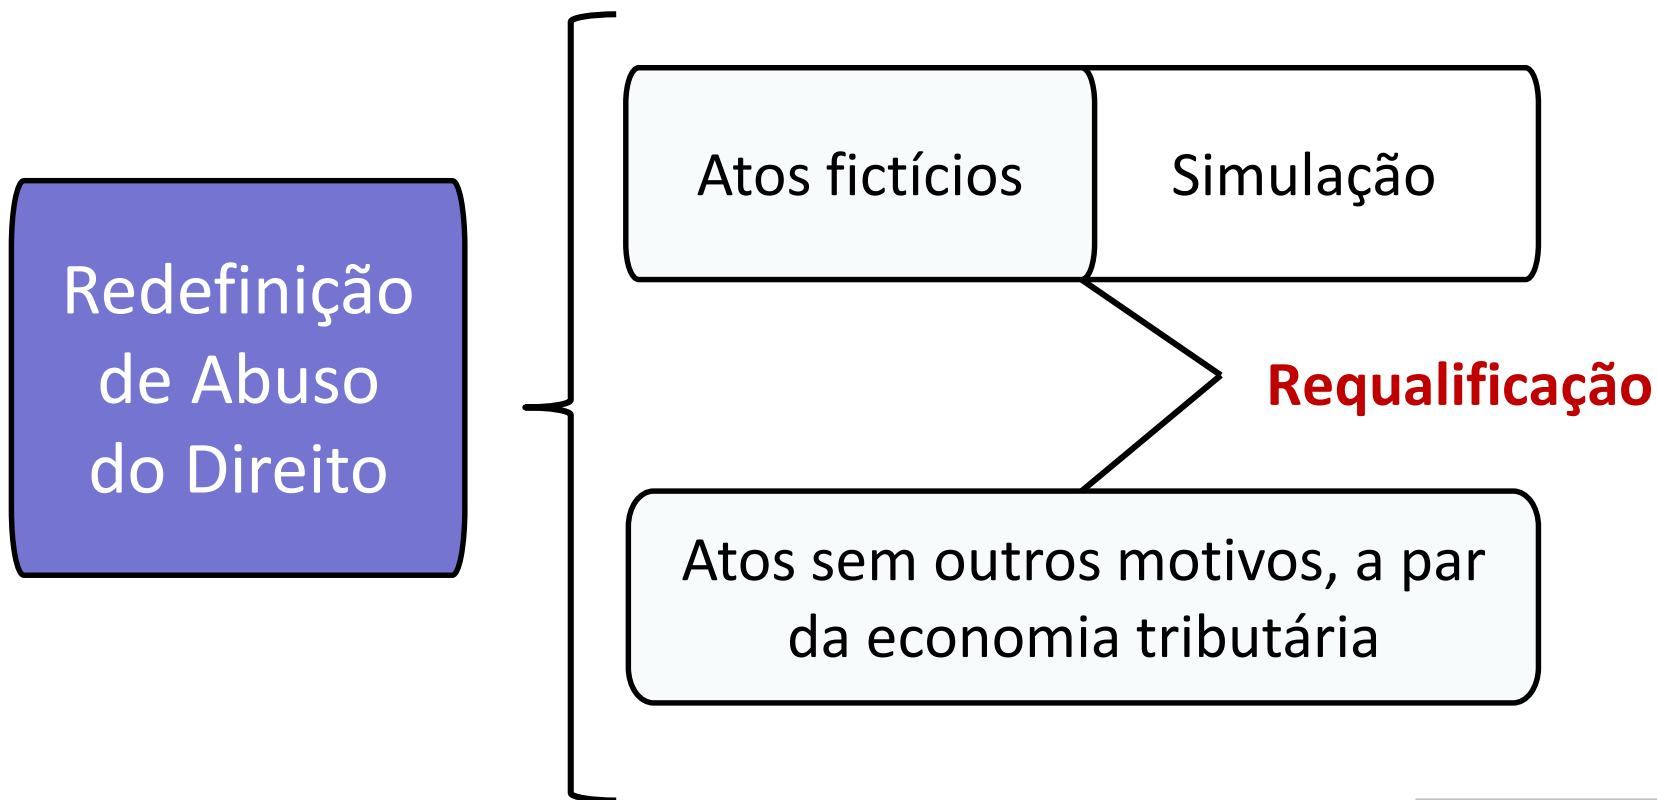 Redefinição
de Abuso
do Direito
Atos fictícios
Simulação
Requalificação
Atos sem outros motivos, a par
da economia tributária